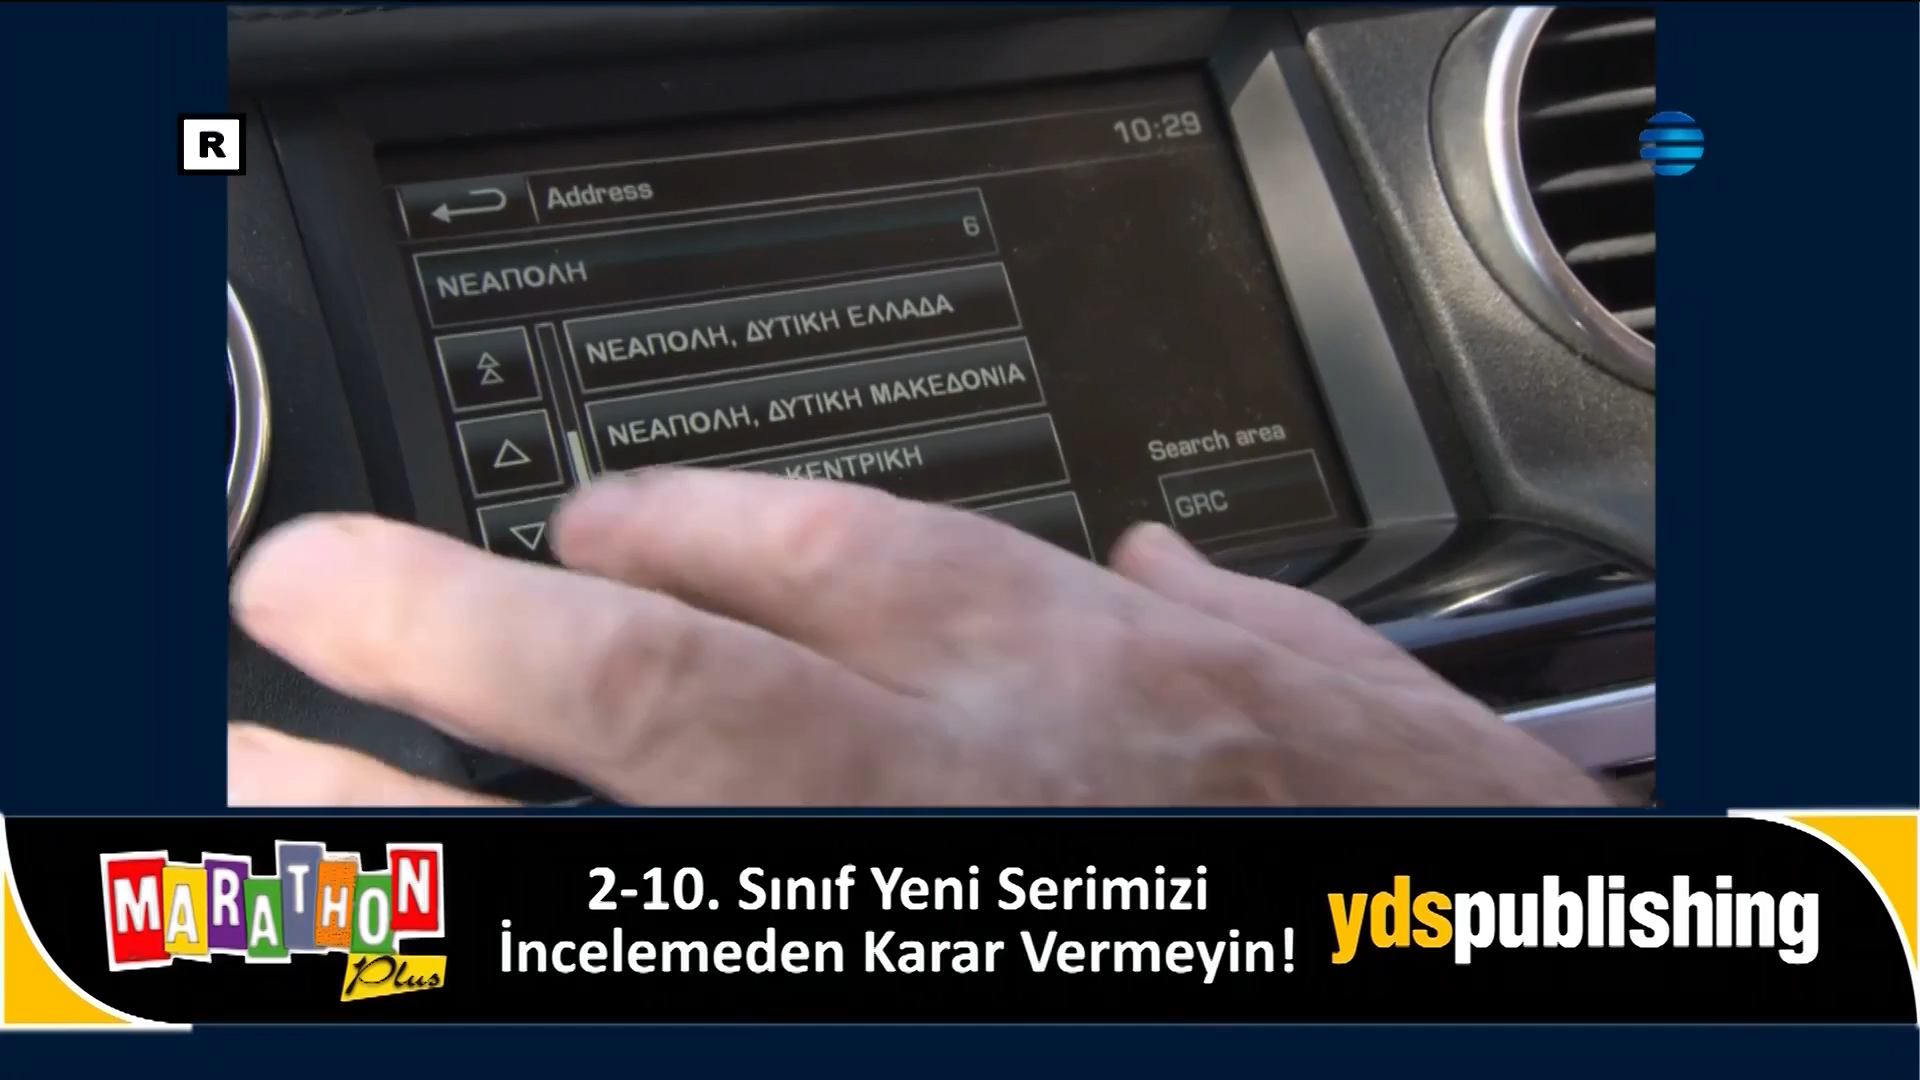 R
10:29
Address
ΝΕΑΠΟΛΗ 6
ΝΕΑΠΟΛΗ, ΔΥΤΙΚΗ ΕΛΛΑΔΑ
ΝΕΑΠΟΛΗ, ΔΥΤΙΚΗ ΜΑΚΕΔΟΝΙΑ
ΚΕΝΤΡΙΚΗ
Search area
GRC
MARATHON
Plus
2-10. Sınıf Yeni Serimizi
İncelemeden Karar Vermeyin!
ydspublishing